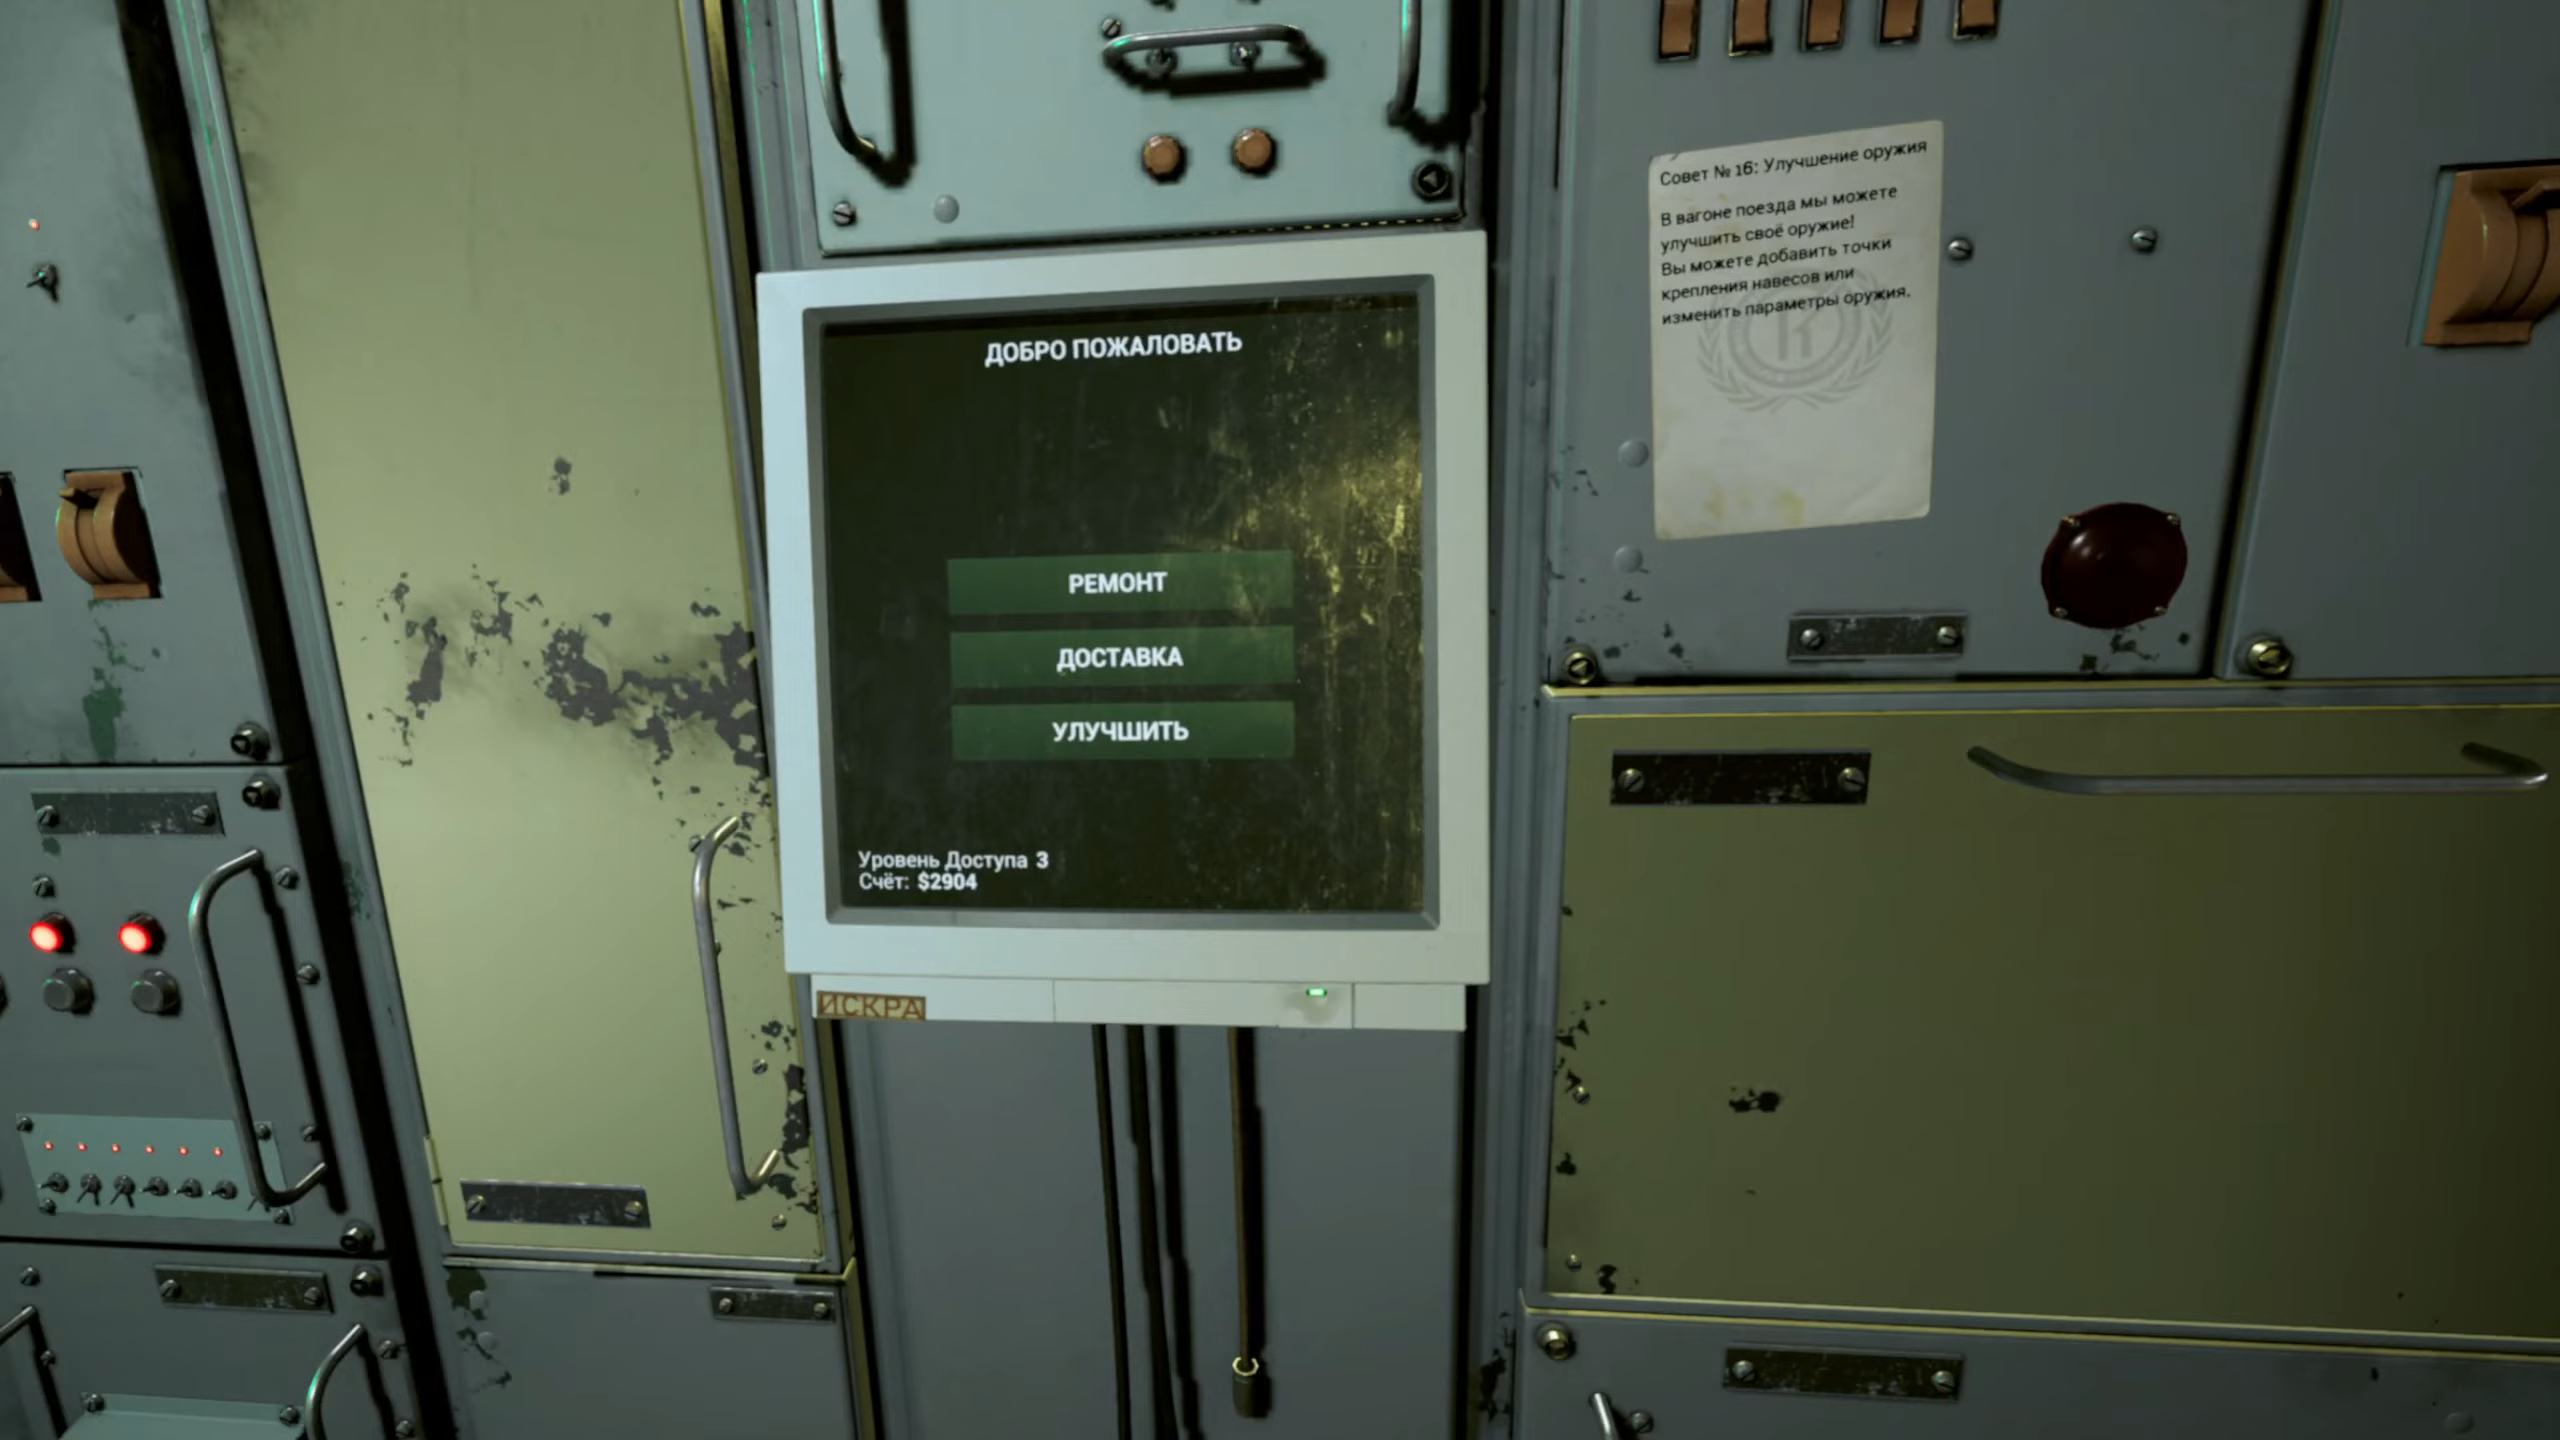 ДОБРО ПОЖАЛОВАТЬ
РЕМОНТ
ДОСТАВКА
УЛУЧШИТЬ
Уровень Доступа 3
Счёт: $2904
ИСКРА
Совет № 16: Улучшение оружия
В вагоне поезда мы можете
улучшить своё оружие!
Вы можете добавить точки
крепления навесов или
изменить параметры оружия.